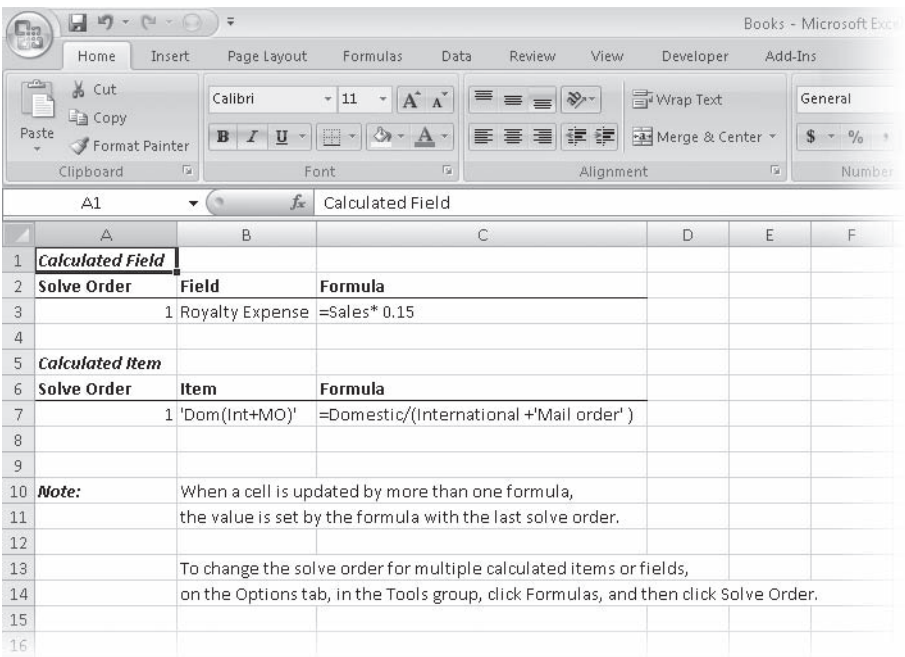 Books - Microsoft
Home Insert Page Layout Formulas Data Review View Developer Add-Ins
Paste
Cut
Copy
Format Painter
Clipboard
Calibri 11 A A
B I U A
Font
Wrap Text
Merge & Center
Alignment
General
$ %
Number
A1 fx Calculated Field
A B C D E F
1 Calculated Field
2 Solve Order Field Formula
3 1 Royalty Expense =Sales* 0.15
4
5 Calculated Item
6 Solve Order Item Formula
7 1 'Dom(Int+MO)' =Domestic/(International +'Mail order' )
8
9
10 Note: When a cell is updated by more than one formula,
11 the value is set by the formula with the last solve order.
12
13 To change the solve order for multiple calculated items or fields,
14 on the Options tab, in the Tools group, click Formulas, and then click Solve Order.
15
16